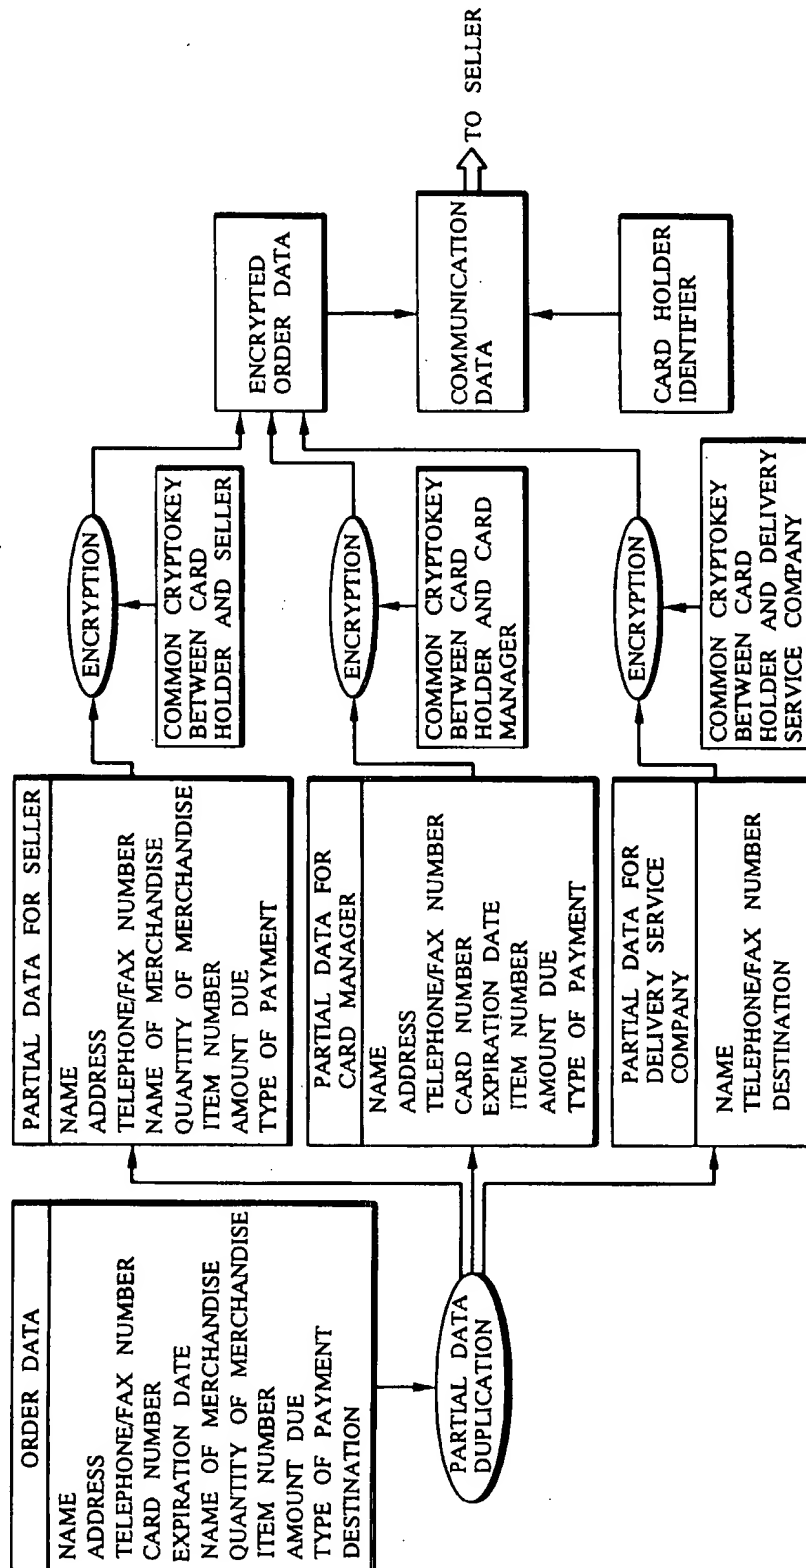 ORDER DATA
NAME
ADDRESS
TELEPHONE/FAX NUMBER
CARD NUMBER
EXPIRATION DATE
NAME OF MERCHANDISE
QUANTITY OF MERCHANDISE
ITEM NUMBER
AMOUNT DUE
TYPE OF PAYMENT
DESTINATION
PARTIAL DATA
DUPLICATION
PARTIAL DATA FOR SELLER
NAME
ADDRESS
TELEPHONE/FAX NUMBER
NAME OF MERCHANDISE
QUANTITY OF MERCHANDISE
ITEM NUMBER
AMOUNT DUE
TYPE OF PAYMENT
PARTIAL DATA FOR
CARD MANAGER
NAME
ADDRESS
TELEPHONE/FAX NUMBER
CARD NUMBER
EXPIRATION DATE
ITEM NUMBER
AMOUNT DUE
TYPE OF PAYMENT
PARTIAL DATA FOR
DELIVERY SERVICE
COMPANY
NAME
TELEPHONE/FAX NUMBER
DESTINATION
ENCRYPTION
COMMON CRYPTOKEY
BETWEEN CARD
HOLDER AND SELLER
ENCRYPTION
COMMON CRYPTOKEY
BETWEEN CARD
HOLDER AND CARD
MANAGER
ENCRYPTION
COMMON CRYPTOKEY
BETWEEN CARD
HOLDER AND DELIVERY
SERVICE COMPANY
ENCRYPTED
ORDER DATA
COMMUNICATION
DATA
CARD HOLDER
IDENTIFIER
TO SELLER